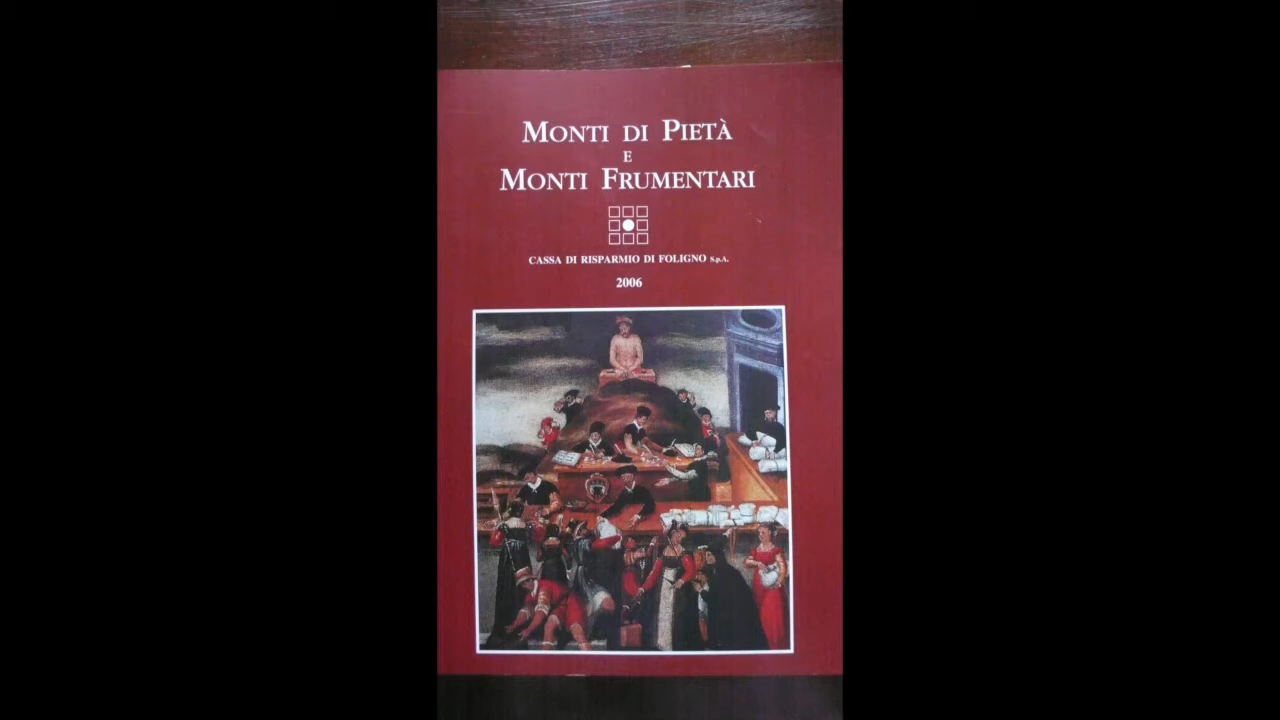 MONTI DI PIETÀ
E
MONTI FRUMENTARI
CASSA DI RISPARMIO DI FOLIGNO S.p.A.
2006